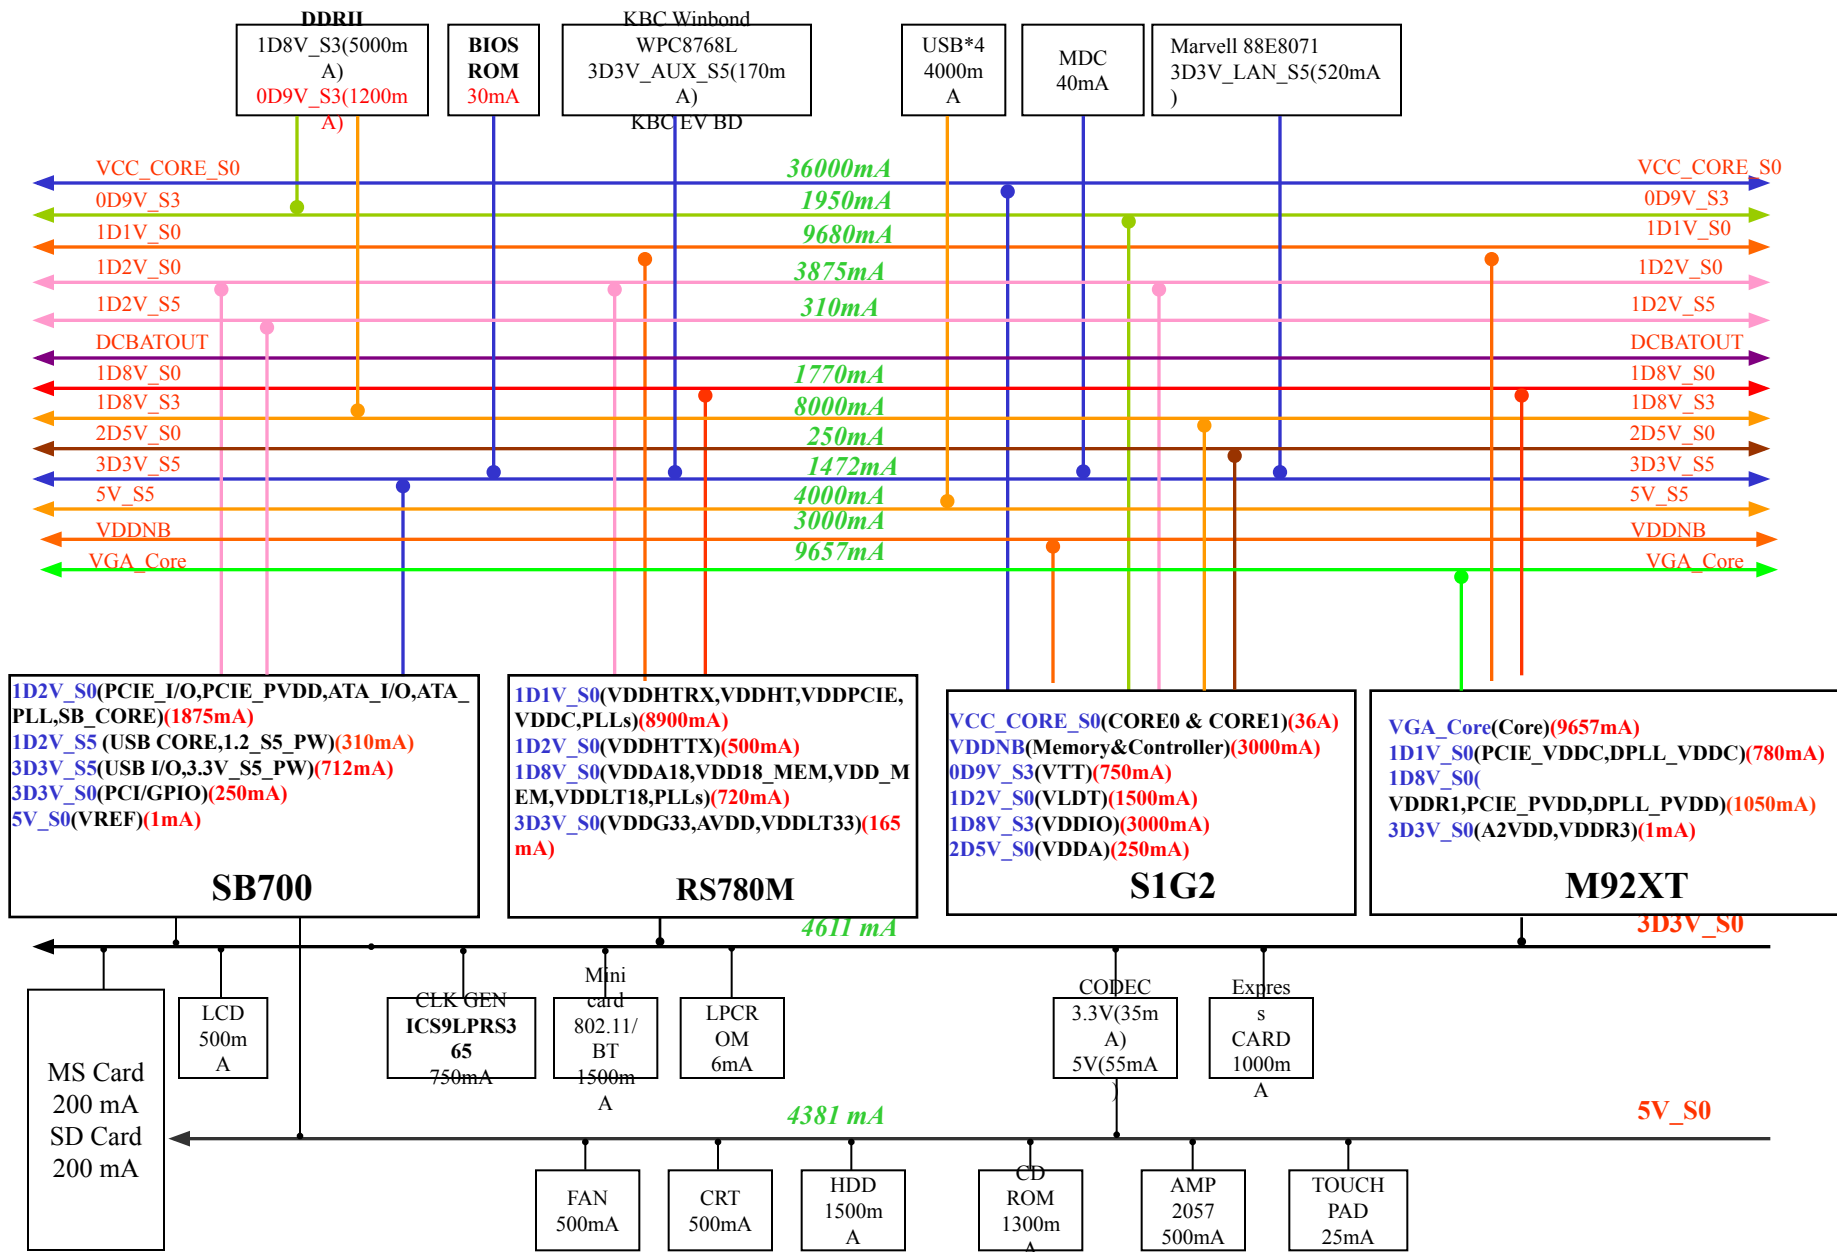 DDRII
1D8V_S3(5000m
A)
0D9V_S3(1200m
A)
BIOS
ROM
30mA
KBC Winbond
WPC8768L
3D3V_AUX_S5(170m
A)
KBC EV BD
USB*4
4000m
A
MDC
40mA
Marvell 88E8071
3D3V_LAN_S5(520mA
)
VCC_CORE_S0 36000mA VCC_CORE_S0
0D9V_S3 1950mA 0D9V_S3
1D1V_S0 9680mA 1D1V_S0
1D2V_S0 3875mA 1D2V_S0
1D2V_S5 310mA 1D2V_S5
DCBATOUT DCBATOUT
1D8V_S0 1770mA 1D8V_S0
1D8V_S3 8000mA 1D8V_S3
2D5V_S0 250mA 2D5V_S0
3D3V_S5 1472mA 3D3V_S5
5V_S5 4000mA 5V_S5
VDDNB 3000mA VDDNB
VGA_Core 9657mA VGA_Core
1D2V_S0(PCIE_I/O,PCIE_PVDD,ATA_I/O,ATA_
PLL,SB_CORE)(1875mA)
1D2V_S5 (USB CORE,1.2_S5_PW)(310mA)
3D3V_S5(USB I/O,3.3V_S5_PW)(712mA)
3D3V_S0(PCI/GPIO)(250mA)
5V_S0(VREF)(1mA)
SB700
1D1V_S0(VDDHTRX,VDDHT,VDDPCIE,
VDDC,PLLs)(8900mA)
1D2V_S0(VDDHTTX)(500mA)
1D8V_S0(VDDA18,VDD18_MEM,VDD_M
EM,VDDLT18,PLLs)(720mA)
3D3V_S0(VDDG33,AVDD,VDDLT33)(165
mA)
RS780M
VCC_CORE_S0(CORE0 & CORE1)(36A)
VDDNB(Memory&Controller)(3000mA)
0D9V_S3(VTT)(750mA)
1D2V_S0(VLDT)(1500mA)
1D8V_S3(VDDIO)(3000mA)
2D5V_S0(VDDA)(250mA)
S1G2
VGA_Core(Core)(9657mA)
1D1V_S0(PCIE_VDDC,DPLL_VDDC)(780mA)
1D8V_S0(
VDDR1,PCIE_PVDD,DPLL_PVDD)(1050mA)
3D3V_S0(A2VDD,VDDR3)(1mA)
M92XT
4611 mA 3D3V_S0
MS Card
200 mA
SD Card
200 mA
LCD
500m
A
CLK GEN
ICS9LPRS3
65
750mA
Mini
card
802.11/
BT
1500m
A
LPCR
OM
6mA
CODEC
3.3V(35m
A)
5V(55mA
)
Expres
s
CARD
1000m
A
4381 mA 5V_S0
FAN
500mA
CRT
500mA
HDD
1500m
A
CD
ROM
1300m
A
AMP
2057
500mA
TOUCH
PAD
25mA